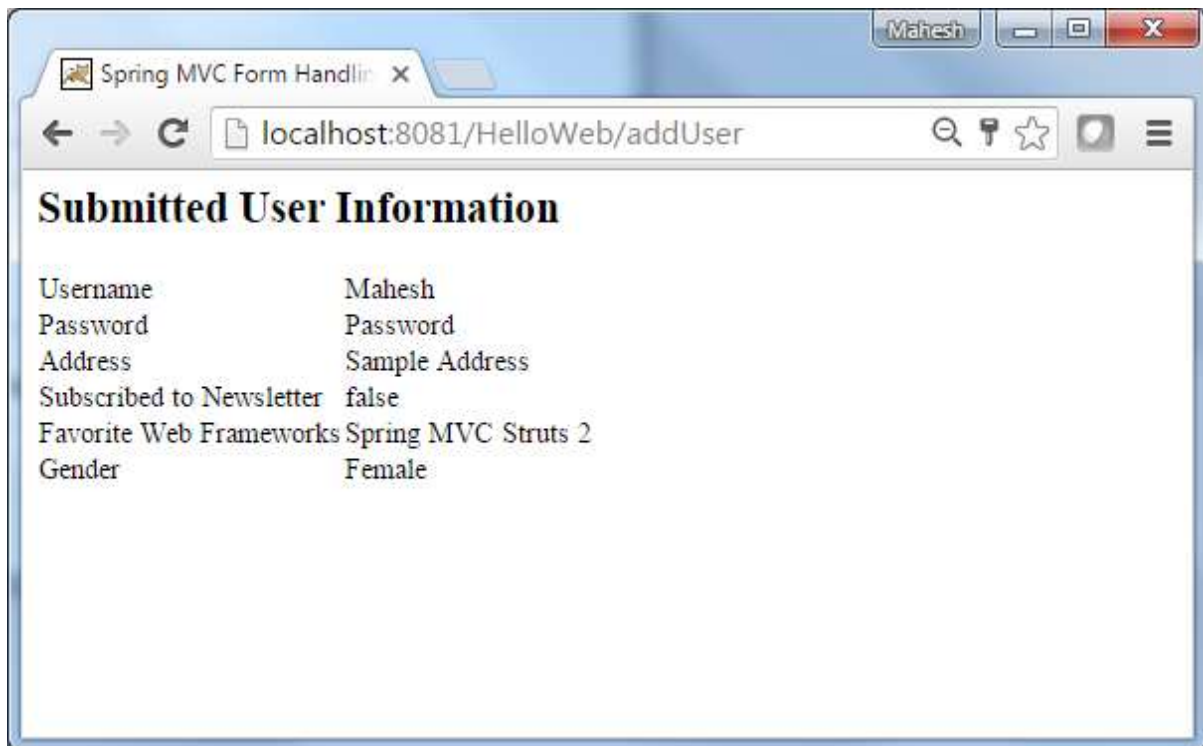 Mahesh
Spring MVC Form Handlin
localhost:8081/HelloWeb/addUser
Submitted User Information
Username Mahesh
Password Password
Address Sample Address
Subscribed to Newsletter false
Favorite Web Frameworks Spring MVC Struts 2
Gender Female